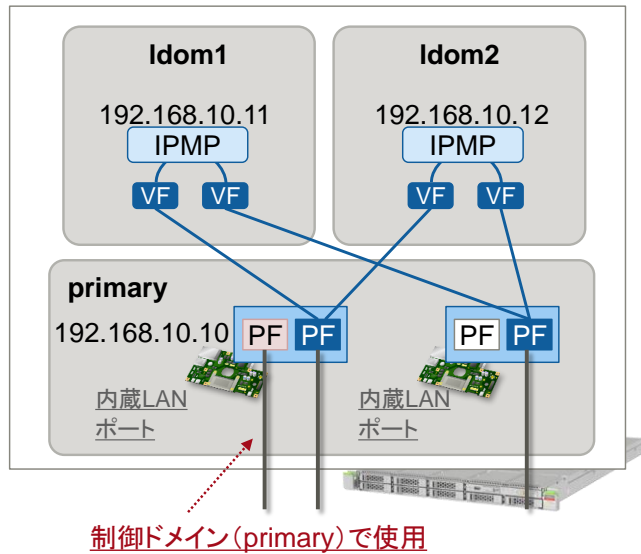 ldom1
ldom2
192.168.10.11
192.168.10.12
IPMP
IPMP
VF
VF
VF
VF
primary
192.168.10.10
PF
PF
PF
PF
内蔵LAN
ポート
内蔵LAN
ポート
制御ドメイン（primary）で使用